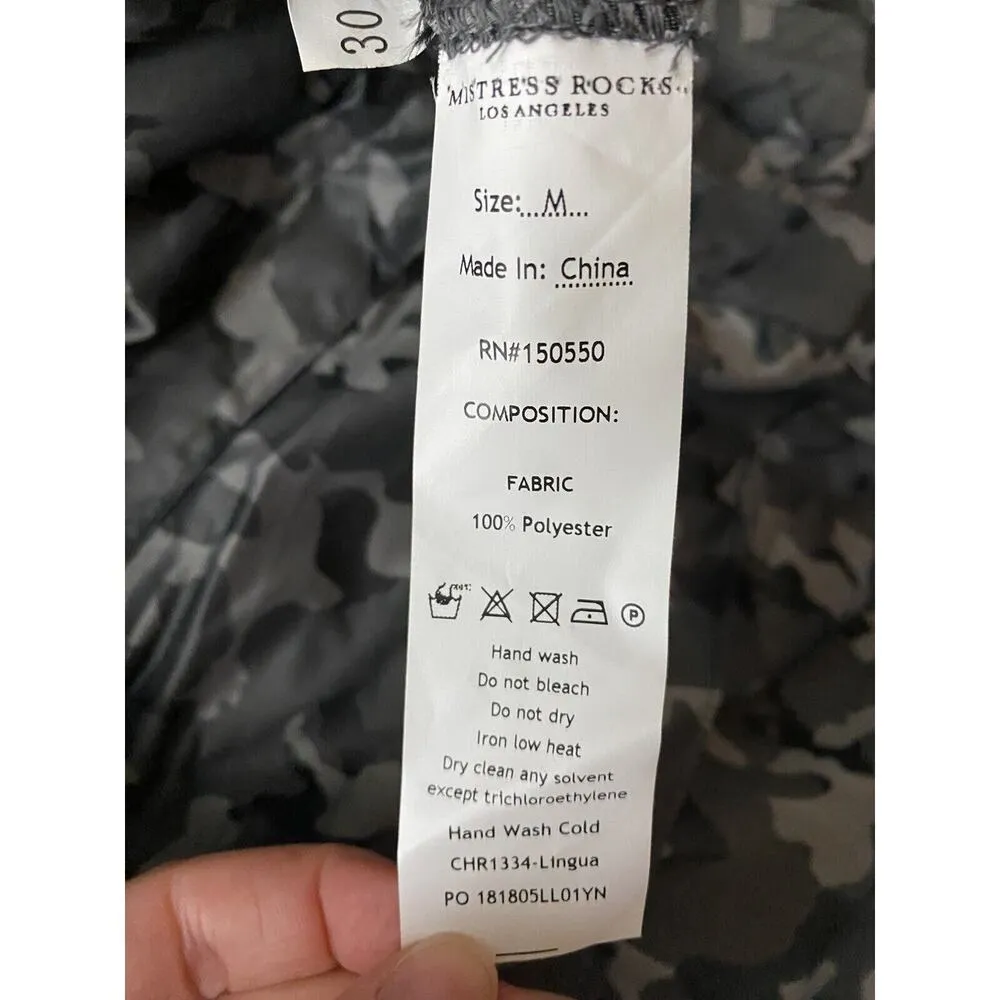 30
MISTRESS ROCKS
LOS ANGELES
Size:...M...
Made In: China
RN#150550
COMPOSITION:
FABRIC
100% Polyester
P
Hand wash
Do not bleach
Do not dry
Iron low heat
Dry clean any solvent
except trichloroethylene
Hand Wash Cold
CHR1334-Lingua
PO 181805LL01YN